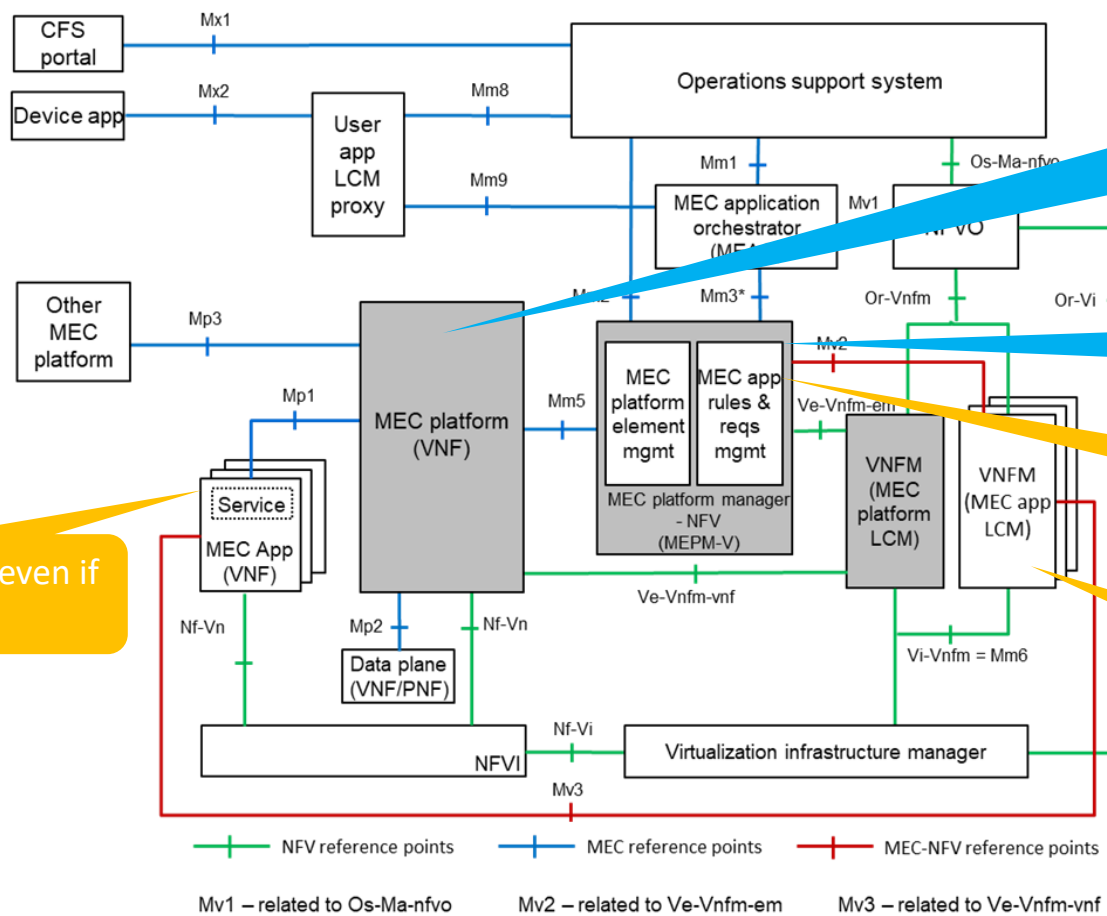 CFS
portal
Mx1
Operations support system
Device app
Mx2
User
app
LCM
proxy
Mm8
Mm9
Mm1
Os-Ma-nfvo
MEC application
orchestrator
Mv1
Mm3*
Or-Vnfm
Or-Vi
Other
MEC
platform
Mp3
Mp1
MEC platform
(VNF)
Mm5
MEC
platform
element
mgmt
MEC app
rules &
reqs
mgmt
MEC platform manager
- NFV
(MEPM-V)
Mv2
Ve-Vnfm-em
VNFM
(MEC
platform
LCM)
VNFM
(MEC app
LCM)
Service
MEC App
(VNF)
even if
Ve-Vnfm-vnf
Nf-Vn
Mp2
Nf-Vn
Data plane
(VNF/PNF)
Vi-Vnfm = Mm6
NFVI
Nf-Vi
Virtualization infrastructure manager
Mv3
NFV reference points
MEC reference points
MEC-NFV reference points
Mv1 – related to Os-Ma-nfvo
Mv2 – related to Ve-Vnfm-em
Mv3 – related to Ve-Vnfm-vnf